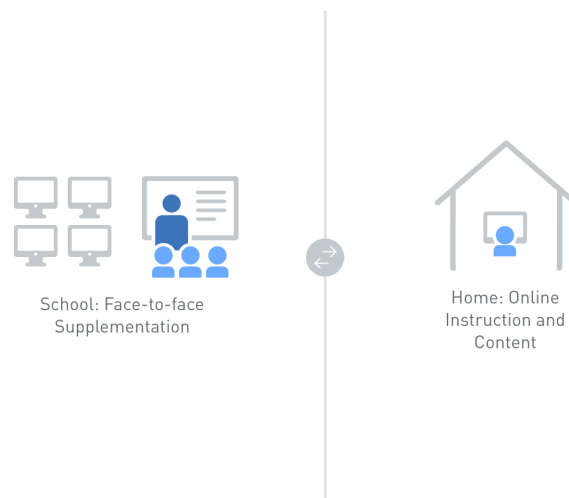 School: Face-to-face
Supplementation
Home: Online
Instruction and
Content